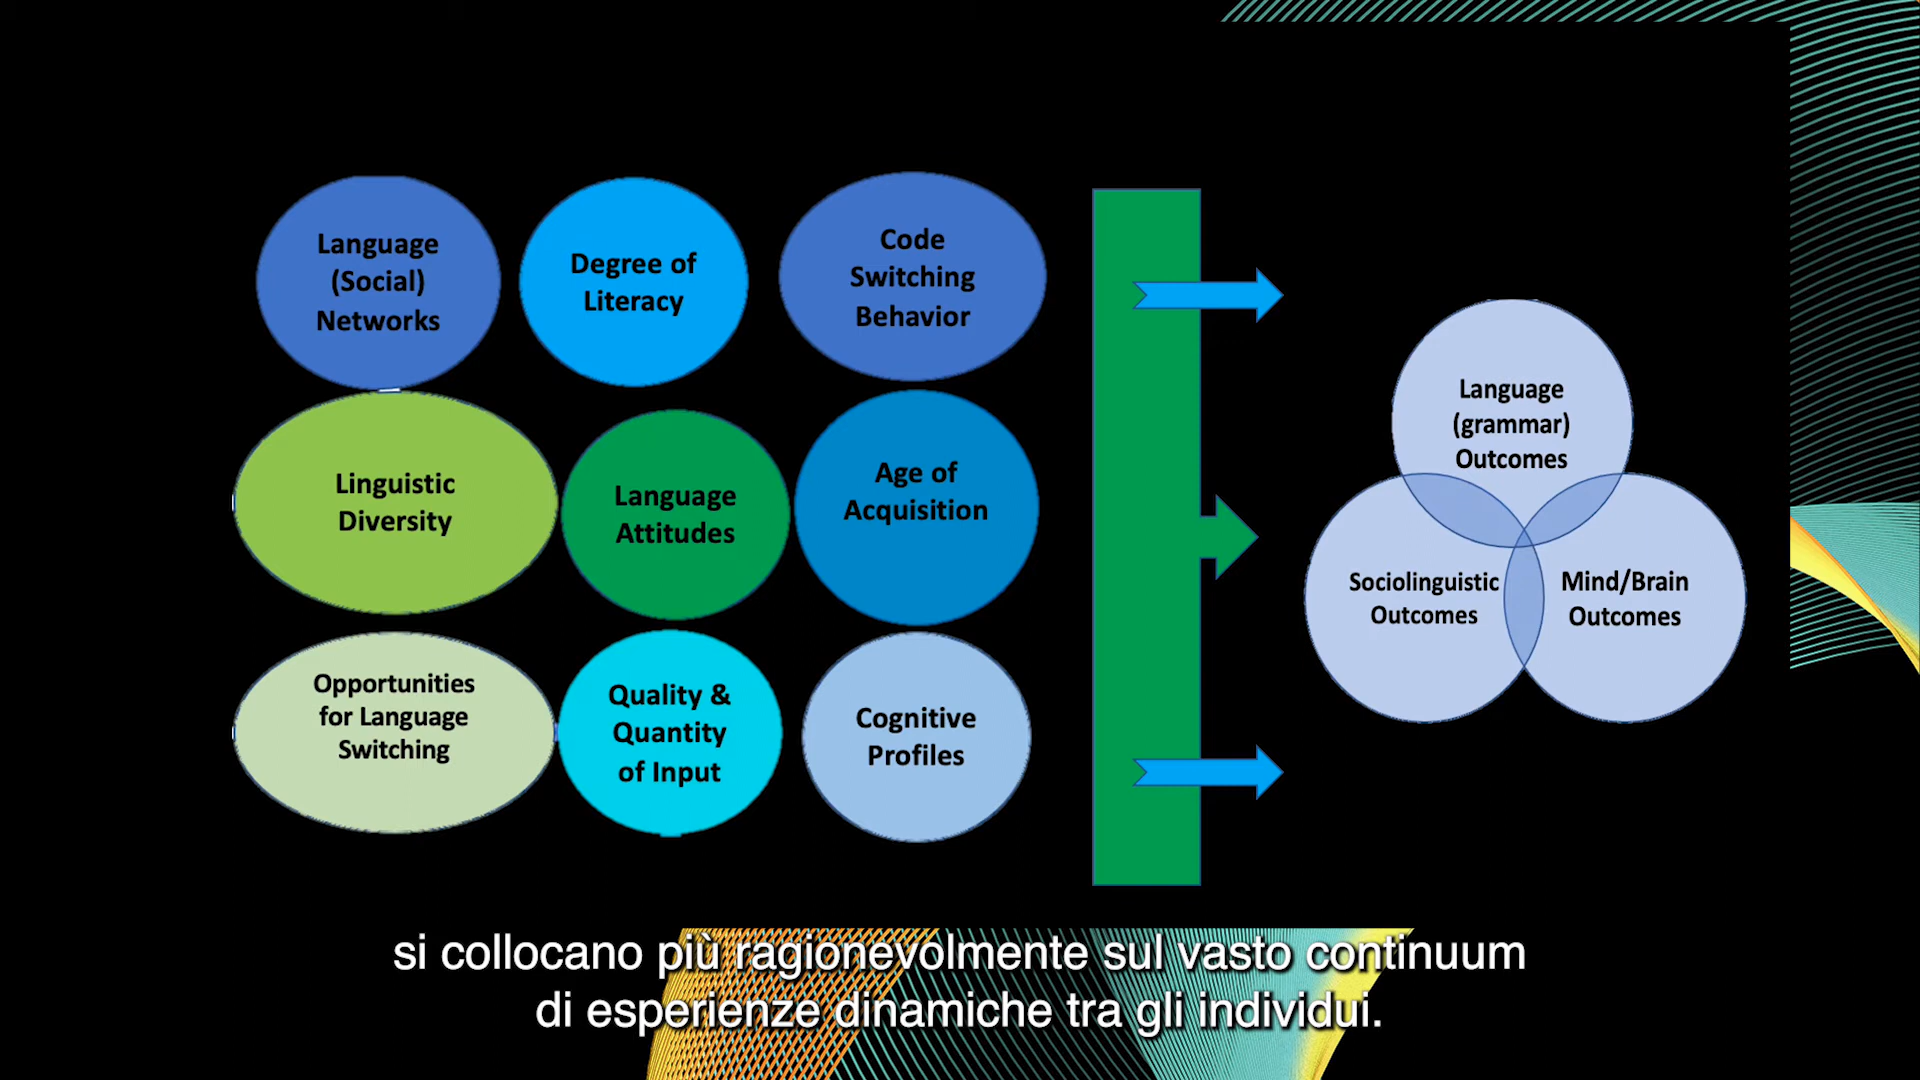 Language
(Social)
Networks
Degree of
Literacy
Code
Switching
Behavior
Linguistic
Diversity
Language
Attitudes
Age of
Acquisition
Opportunities
for Language
Switching
Quality &
Quantity
of Input
Cognitive
Profiles
Language
(grammar)
Outcomes
Sociolinguistic
Outcomes
Mind/Brain
Outcomes
si collocano più ragionevolmente sul vasto continuum
di esperienze dinamiche tra gli individui.